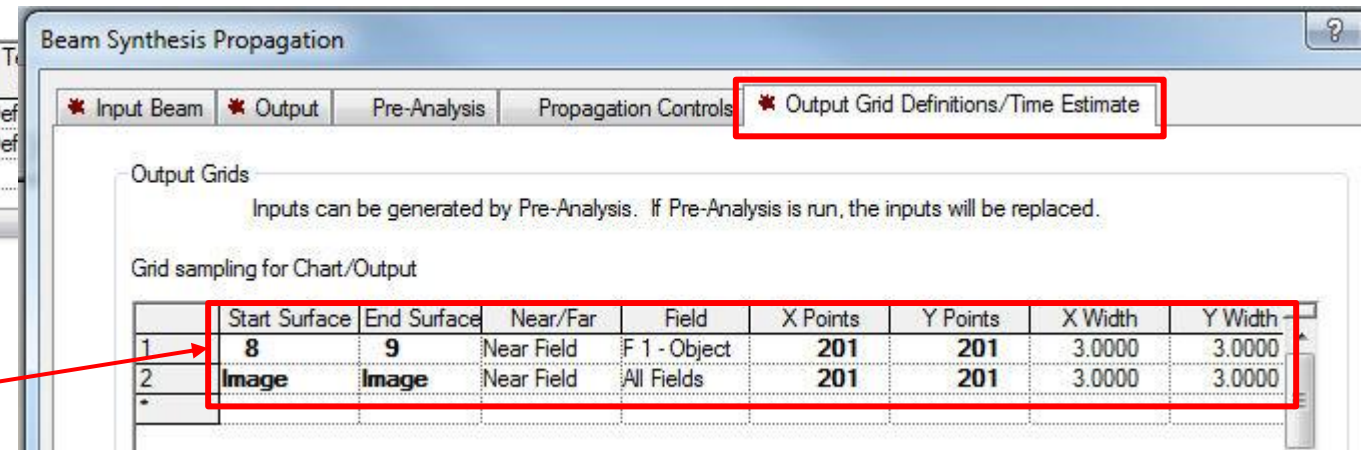 Beam Synthesis Propagation
Input Beam Output Pre-Analysis Propagation Controls Output Grid Definitions/Time Estimate
Output Grids
Inputs can be generated by Pre-Analysis. If Pre-Analysis is run, the inputs will be replaced.
Grid sampling for Chart/Output
Start Surface End Surface Near/Far Field X Points Y Points X Width Y Width
1 8 9 Near Field F 1 - Object 201 201 3.0000 3.0000
2 Image Image Near Field All Fields 201 201 3.0000 3.0000
*